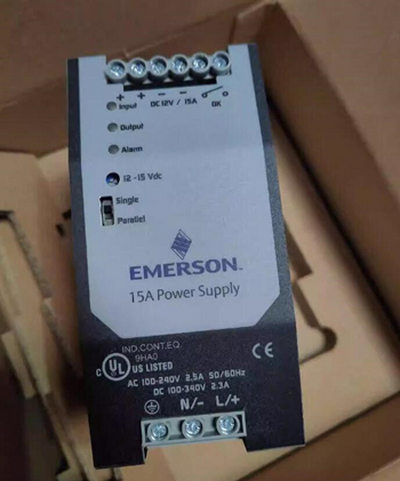 + + − −
DC 12V / 15A OK
Input
Output
Alarm
12 -15 Vdc
Single
Parallel
EMERSON
15A Power Supply
IND.CONT.EQ.
9HA0
C UL US LISTED
CE
AC 100-240V 2,5A 50/60Hz
DC 100-340V 2.3A
N/- L/+